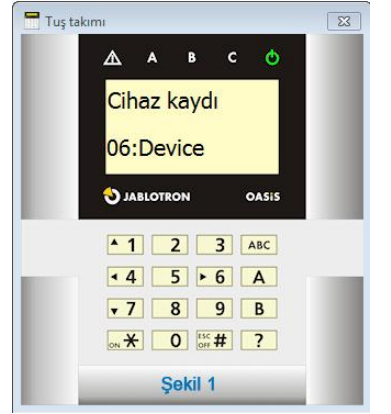 Tuş takımı
A B C
Cihaz kaydı
06:Device
JABLOTRON OASiS
1 2 3 ABC
4 5 6 A
7 8 9 B
ON * 0 ESC OFF # ?
Şekil 1